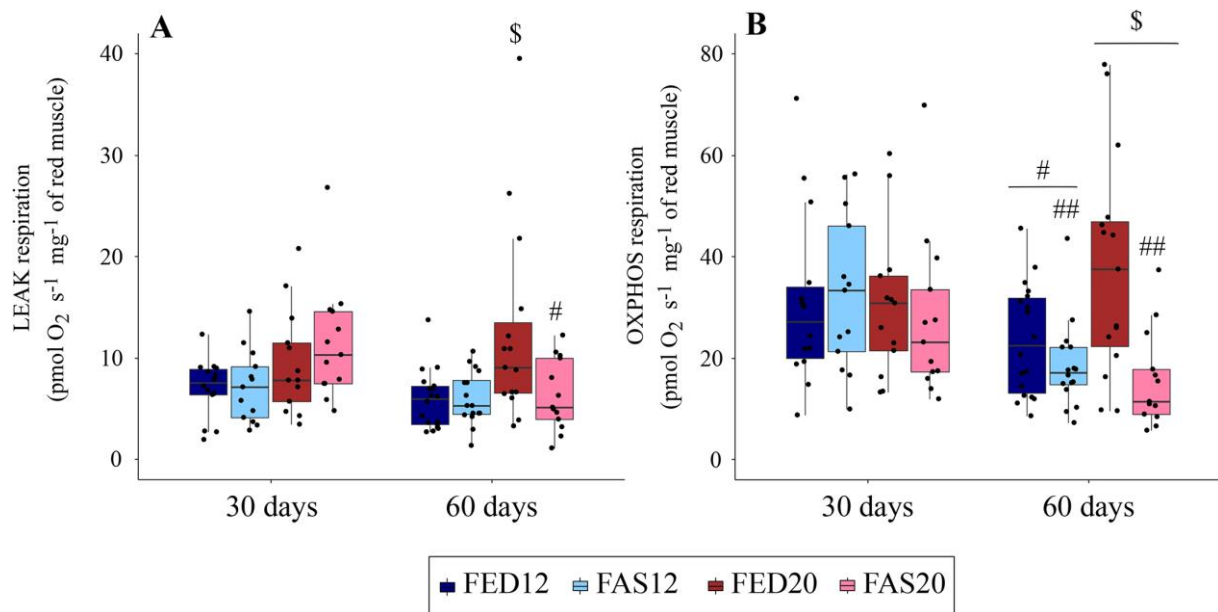 A
LEAK respiration
(pmol O₂ s⁻¹ mg⁻¹ of red muscle)
40
30
20
10
0
$
#
30 days
60 days
B
OXPHOS respiration
(pmol O₂ s⁻¹ mg⁻¹ of red muscle)
80
60
40
20
0
$
#
##
##
30 days
60 days
FED12 FAS12 FED20 FAS20